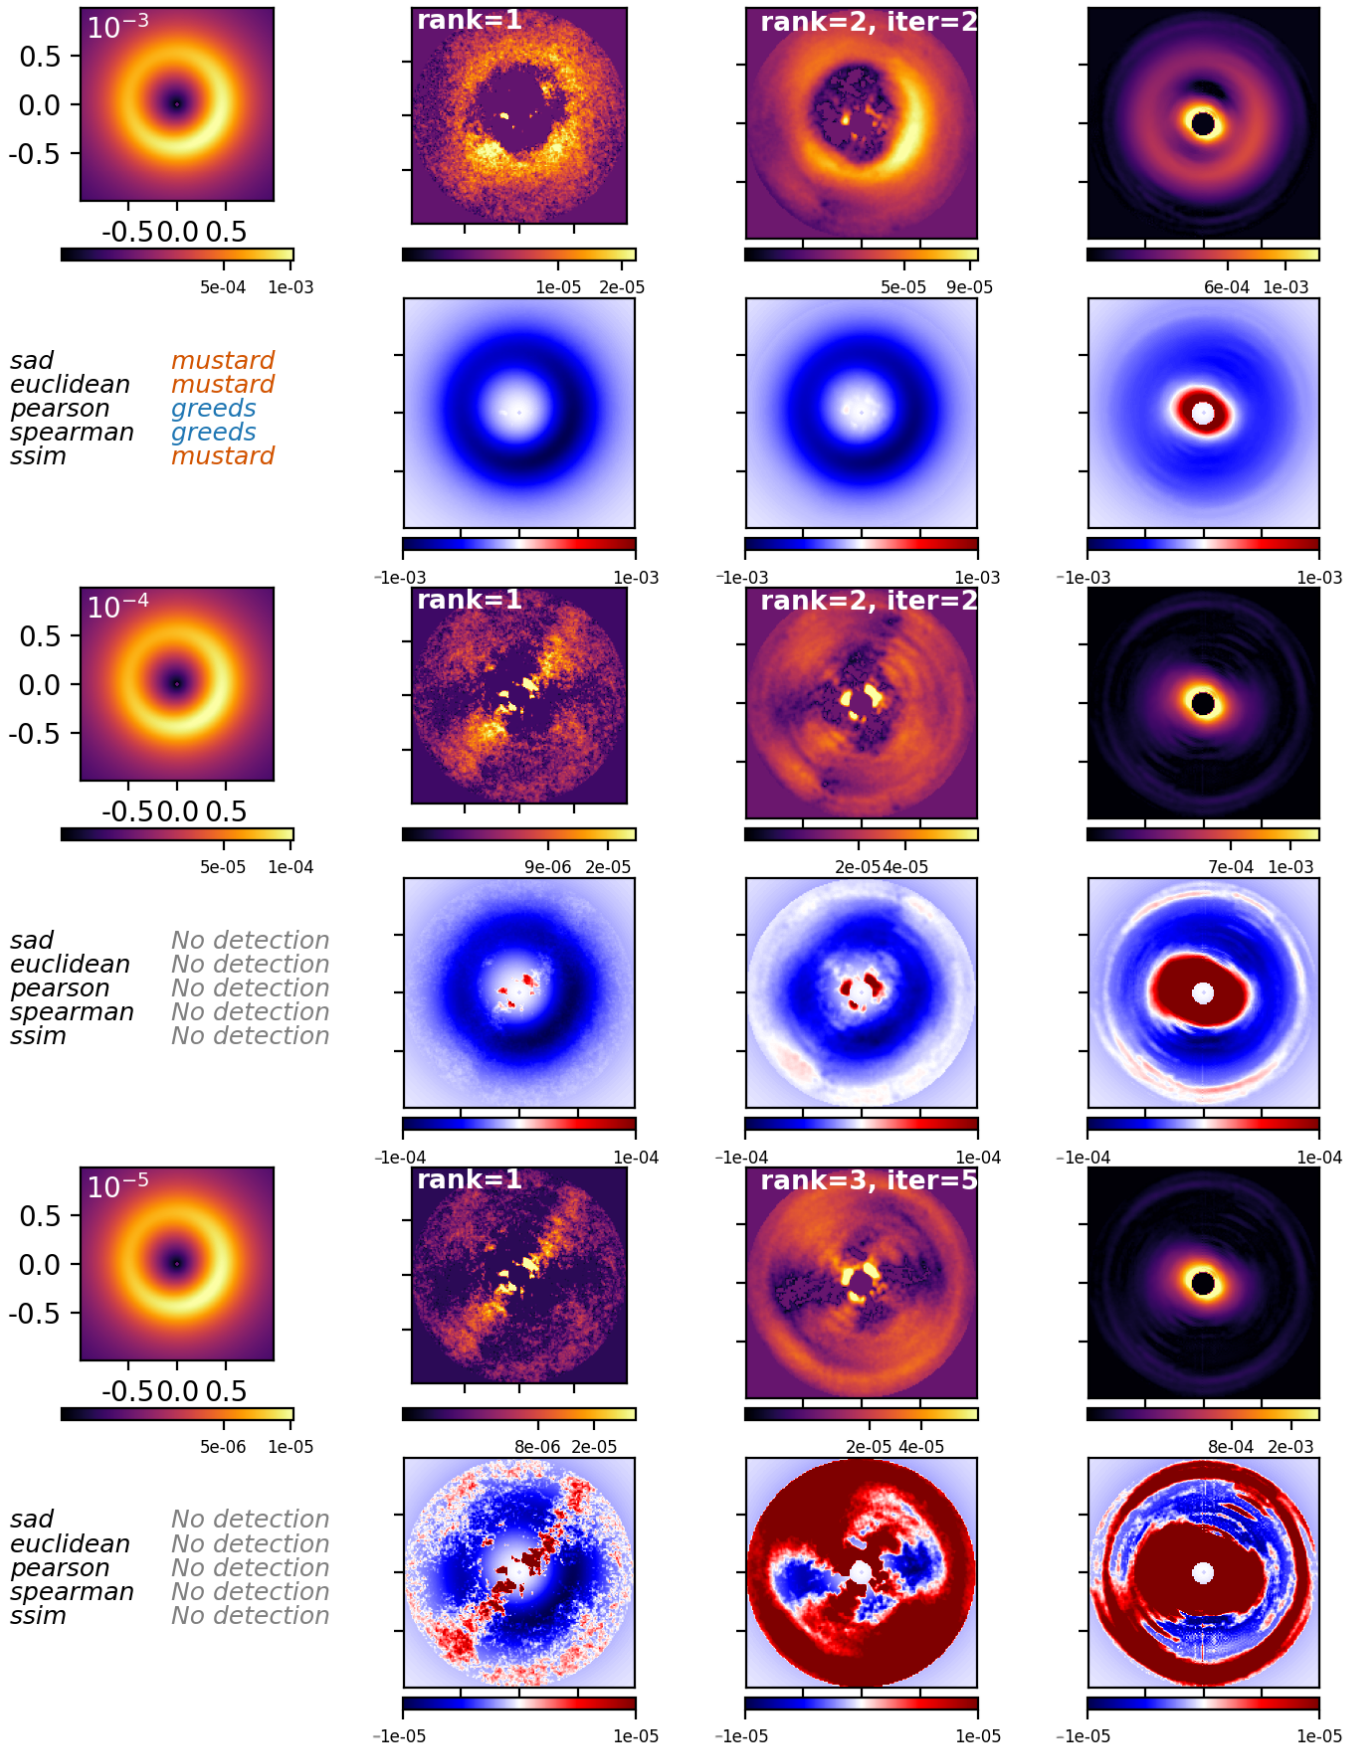 10⁻³ rank=1 rank=2, iter=2
0.5
0.0
-0.5
-0.5 0.0 0.5
5e-04 1e-03 1e-05 2e-05 5e-05 9e-05 6e-04 1e-03
sad mustard
euclidean mustard
pearson greeds
spearman greeds
ssim mustard
-1e-03 1e-03 -1e-03 1e-03 -1e-03 1e-03
10⁻⁴ rank=1 rank=2, iter=2
0.5
0.0
-0.5
-0.5 0.0 0.5
5e-05 1e-04 9e-06 2e-05 2e-05 4e-05 7e-04 1e-03
sad No detection
euclidean No detection
pearson No detection
spearman No detection
ssim No detection
-1e-04 1e-04 -1e-04 1e-04 -1e-04 1e-04
10⁻⁵ rank=1 rank=3, iter=5
0.5
0.0
-0.5
-0.5 0.0 0.5
5e-06 1e-05 8e-06 2e-05 2e-05 4e-05 8e-04 2e-03
sad No detection
euclidean No detection
pearson No detection
spearman No detection
ssim No detection
-1e-05 1e-05 -1e-05 1e-05 -1e-05 1e-05